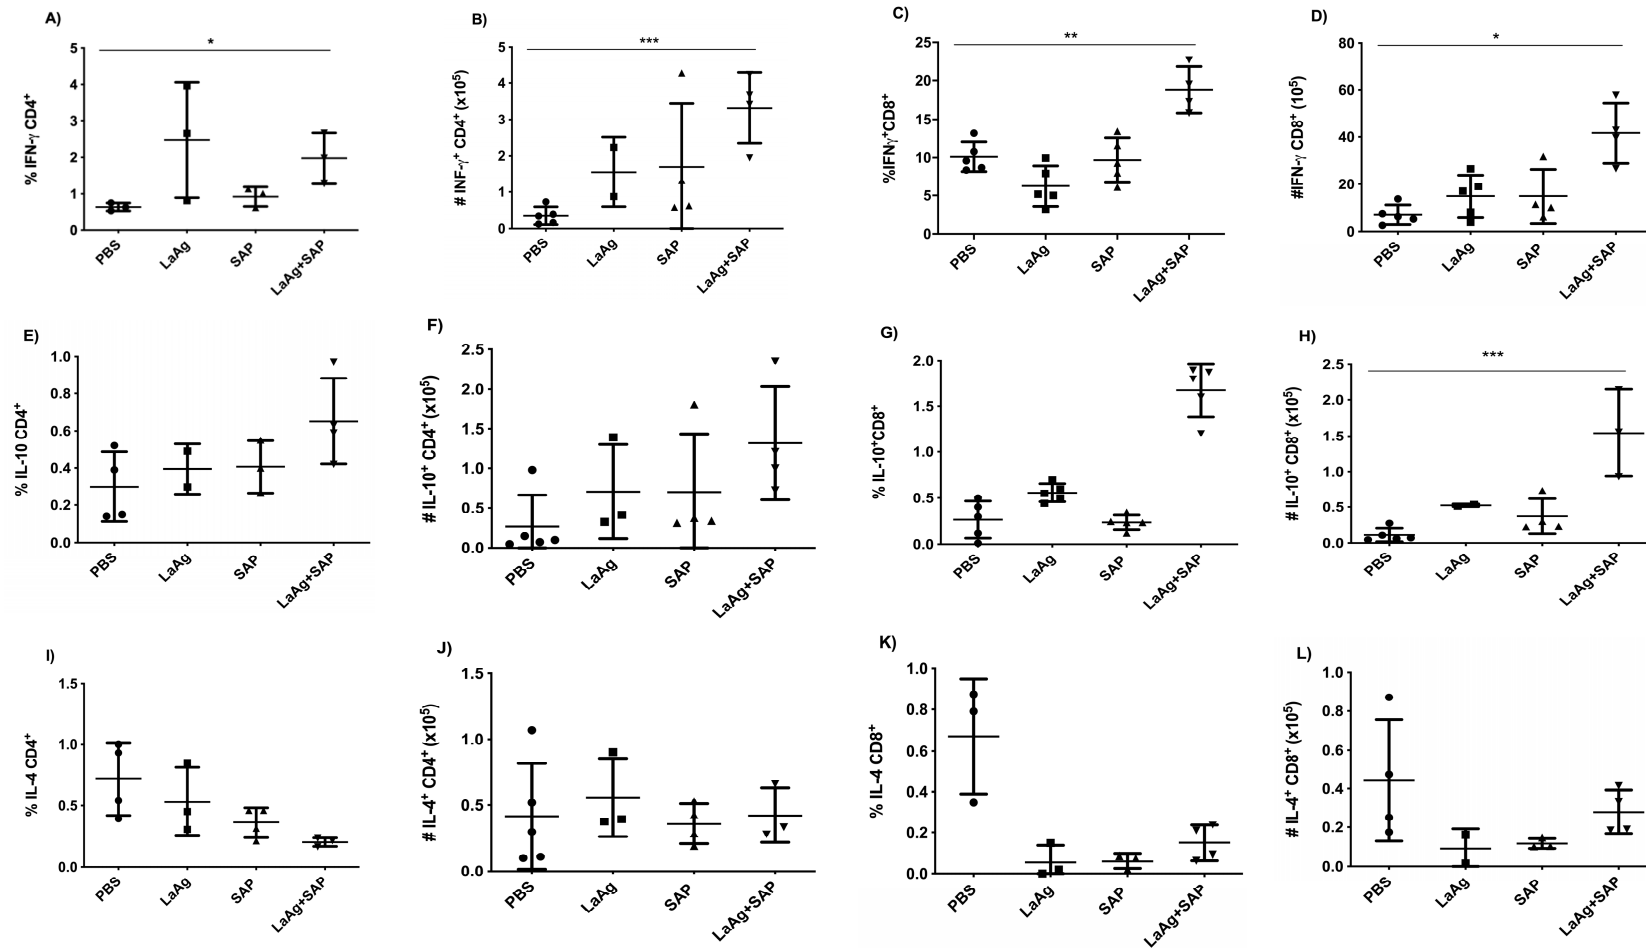 A)
*
% IFN-γ CD4⁺
5
4
3
2
1
0
PBS
LaAg
SAP
LaAg+SAP
B)
***
# INF-γ⁺ CD4⁺ (x10⁵)
5
4
3
2
1
0
PBS
LaAg
SAP
LaAg+SAP
C)
**
%IFNγ⁺CD8⁺
25
20
15
10
5
0
PBS
LaAg
SAP
LaAg+SAP
D)
*
#IFN-γ CD8⁺ (10⁵)
80
60
40
20
0
PBS
LaAg
SAP
LaAg+SAP
E)
% IL-10 CD4⁺
1.0
0.8
0.6
0.4
0.2
0.0
PBS
LaAg
SAP
LaAg+SAP
F)
# IL-10⁺ CD4⁺ (x10⁵)
2.5
2.0
1.5
1.0
0.5
0.0
PBS
LaAg
SAP
LaAg+SAP
G)
% IL-10⁺CD8⁺
2.0
1.5
1.0
0.5
0.0
PBS
LaAg
SAP
LaAg+SAP
H)
***
# IL-10⁺ CD8⁺ (x10⁵)
2.5
2.0
1.5
1.0
0.5
0.0
PBS
LaAg
SAP
LaAg+SAP
I)
% IL-4 CD4⁺
1.5
1.0
0.5
0.0
PBS
LaAg
SAP
LaAg+SAP
J)
# IL-4⁺ CD4⁺ (x10⁵)
1.5
1.0
0.5
0.0
PBS
LaAg
SAP
LaAg+SAP
K)
% IL-4 CD8⁺
1.0
0.8
0.6
0.4
0.2
0.0
PBS
LaAg
SAP
LaAg+SAP
L)
# IL-4⁺ CD8⁺ (x10⁵)
1.0
0.8
0.6
0.4
0.2
0.0
PBS
LaAg
SAP
LaAg+SAP